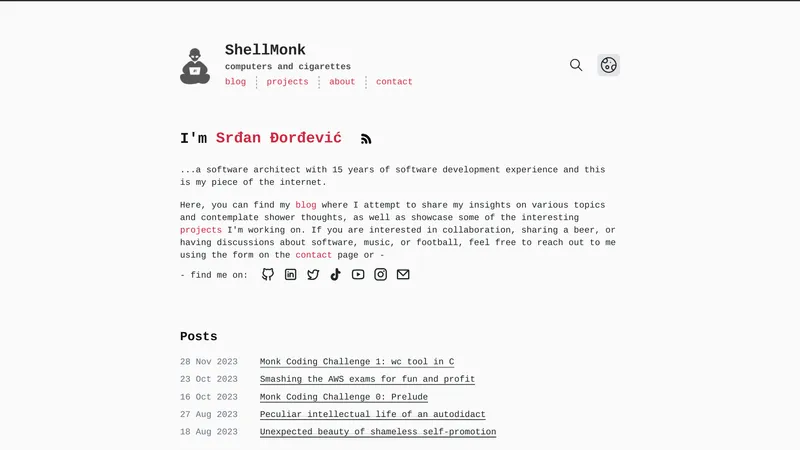 ShellMonk
computers and cigarettes
blog projects about contact
I'm Srđan Đorđević
...a software architect with 15 years of software development experience and this
is my piece of the internet.
Here, you can find my blog where I attempt to share my insights on various topics
and contemplate shower thoughts, as well as showcase some of the interesting
projects I'm working on. If you are interested in collaboration, sharing a beer, or
having discussions about software, music, or football, feel free to reach out to me
using the form on the contact page or -
- find me on:
Posts
28 Nov 2023 Monk Coding Challenge 1: wc tool in C
23 Oct 2023 Smashing the AWS exams for fun and profit
16 Oct 2023 Monk Coding Challenge 0: Prelude
27 Aug 2023 Peculiar intellectual life of an autodidact
18 Aug 2023 Unexpected beauty of shameless self-promotion